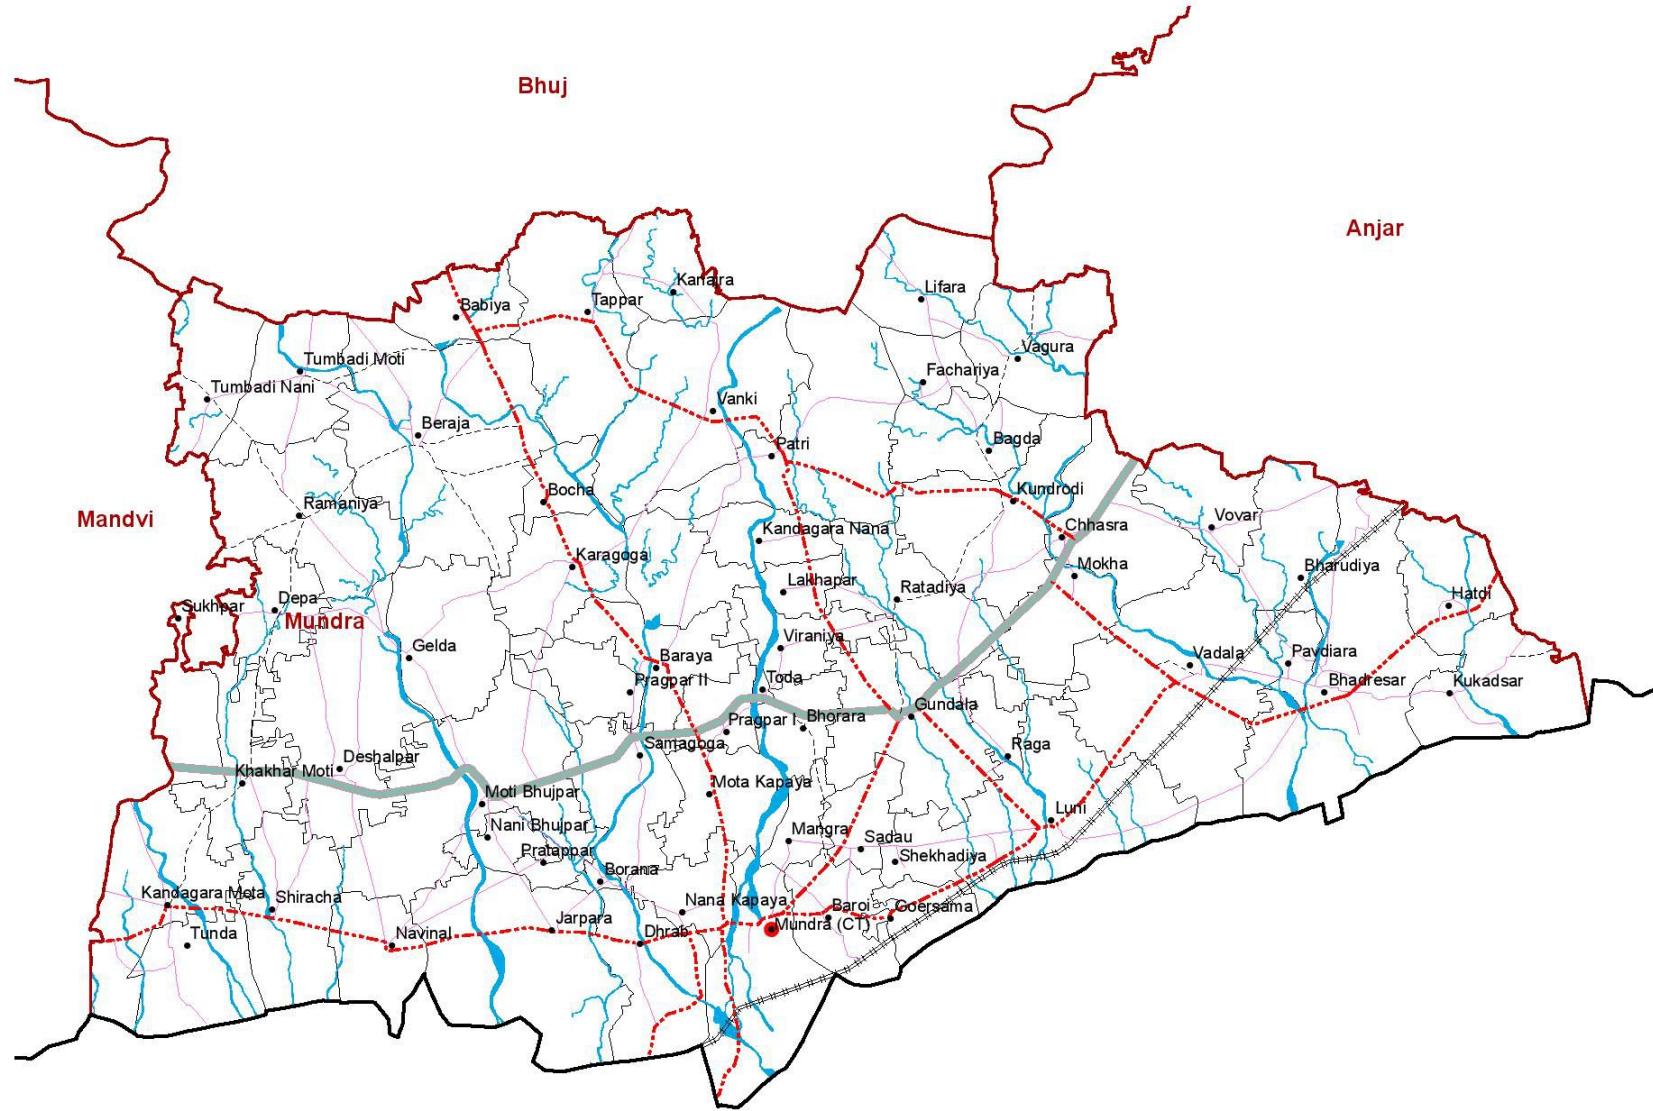 Bhuj
Anjar
Kanajra
Lifara
Babiya
Tappar
Vagura
Tumbadi Moti
Fachariya
Tumbadi Nani
Vanki
Beraja
Bagda
Patri
Bocha
Kundrodi
Ramaniya
Mandvi
Kandagara Nana
Chhasra
Vovar
Karagoga
Mokha
Bharudiya
Lakhapar
Ratadiya
Hatdi
Depa
Sukhpar
Mundra
Viraniya
Gelda
Baraya
Vadala
Pavdiara
Pragpar II
Toda
Bhadresar
Kukadsar
Gundala
Pragpar I
Bhorara
Samagoga
Raga
Deshalpar
Khakhar Moti
Mota Kapaya
Moti Bhujpar
Luni
Nani Bhujpar
Mangra
Sadau
Pratappar
Shekhadiya
Borana
Kandagara Mota
Shiracha
Nana Kapaya
Baroi
Goersama
Jarpara
Mundra (CT)
Tunda
Navinal
Dhrab